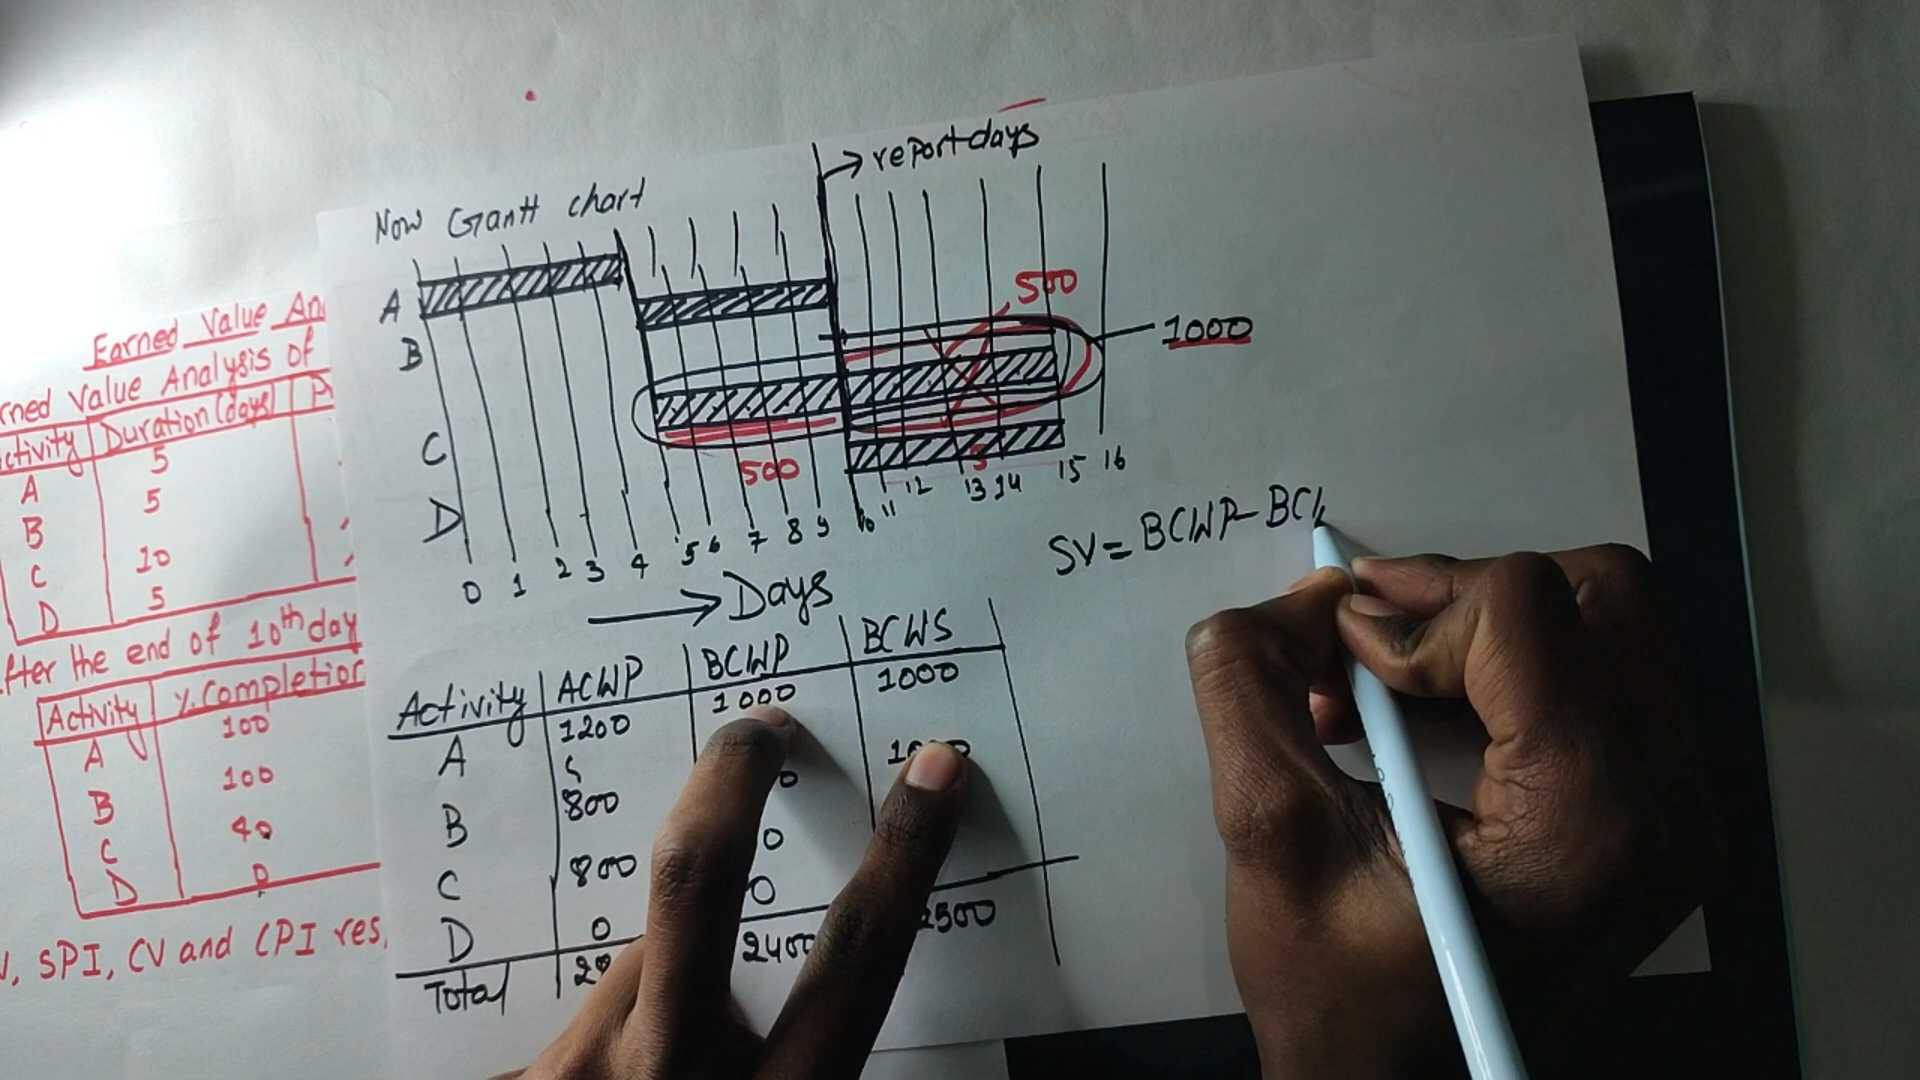 Earned Value An
rned Value Analysis of
ctivity Duration (days) P
A 5
B 5
C 10
D 5
fter the end of 10th day
Activity %.Completion
A 100
B 100
C 40
D 0
, SPI, CV and CPI res,
Now Gantt chart
→ report days
A
B
C
D
500
1000
500
0 1 2 3 4 5 6 7 8 9 10 11 12 13 14 15 16
→ Days
SV = BCWP - BCW
Activity ACWP BCWP BCWS
A 1200 1000 1000
B 800
C 800
D 0 0
Total 2400 2500